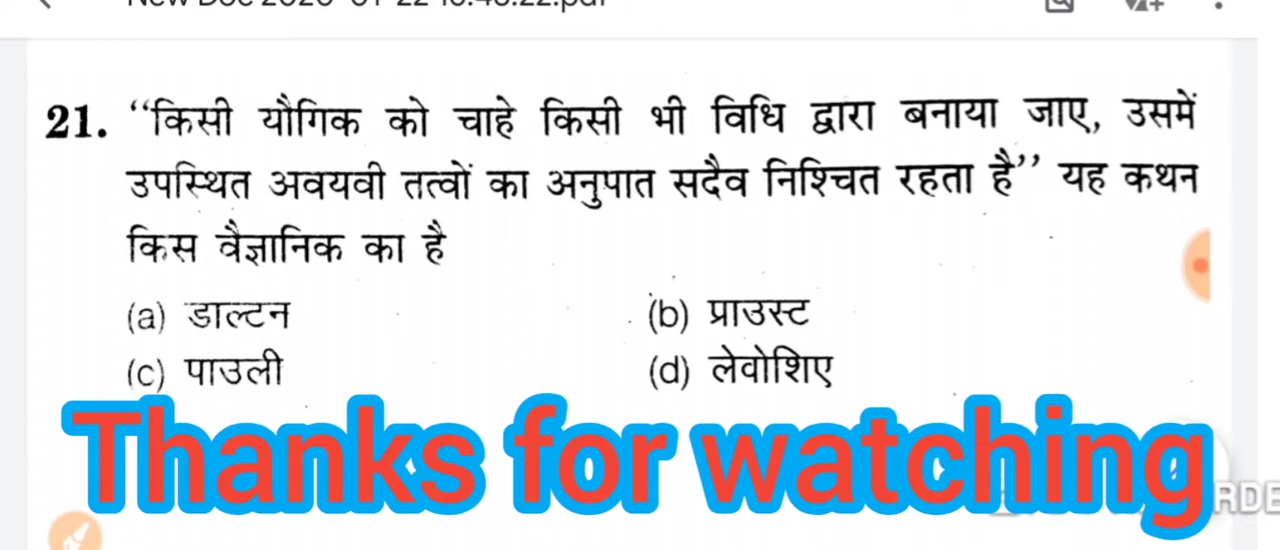 21. “किसी यौगिक को चाहे किसी भी विधि द्वारा बनाया जाए, उसमें
उपस्थित अवयवी तत्वों का अनुपात सदैव निश्चित रहता है” यह कथन
किस वैज्ञानिक का है
(a) डाल्टन (b) प्राउस्ट
(c) पाउली (d) लेवोशिए
Thanks for watching